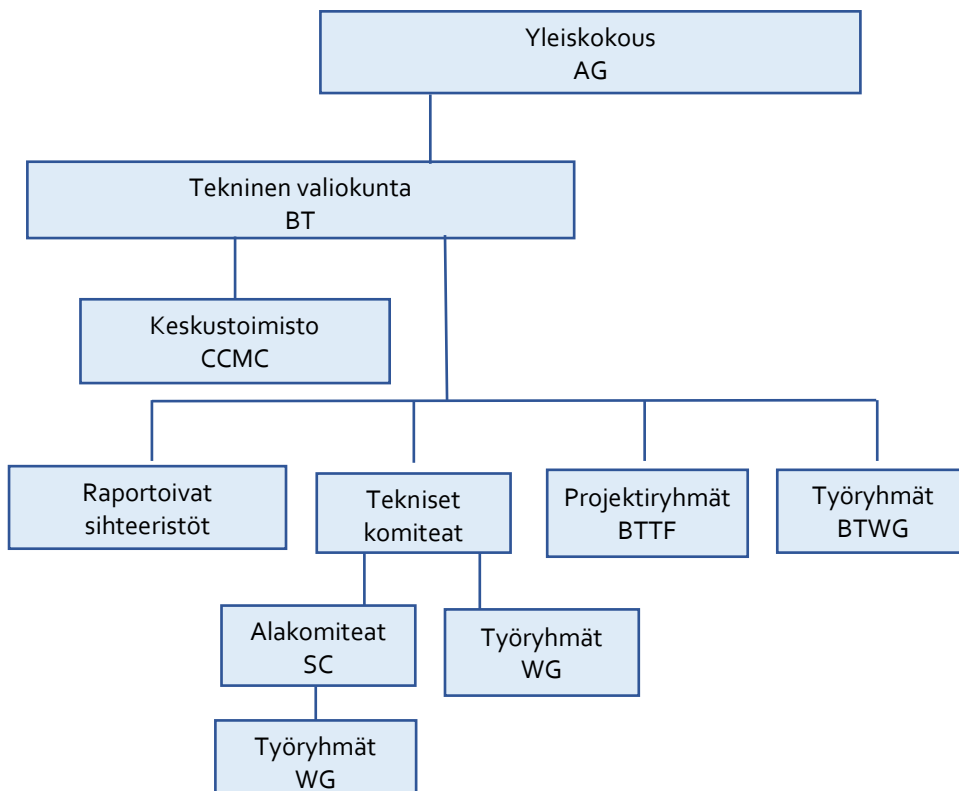 Yleiskokous
AG
Tekninen valiokunta
BT
Keskustoimisto
CCMC
Raportoivat
sihteeristöt
Tekniset
komiteat
Projektiryhmät
BTTF
Työryhmät
BTWG
Alakomiteat
SC
Työryhmät
WG
Työryhmät
WG